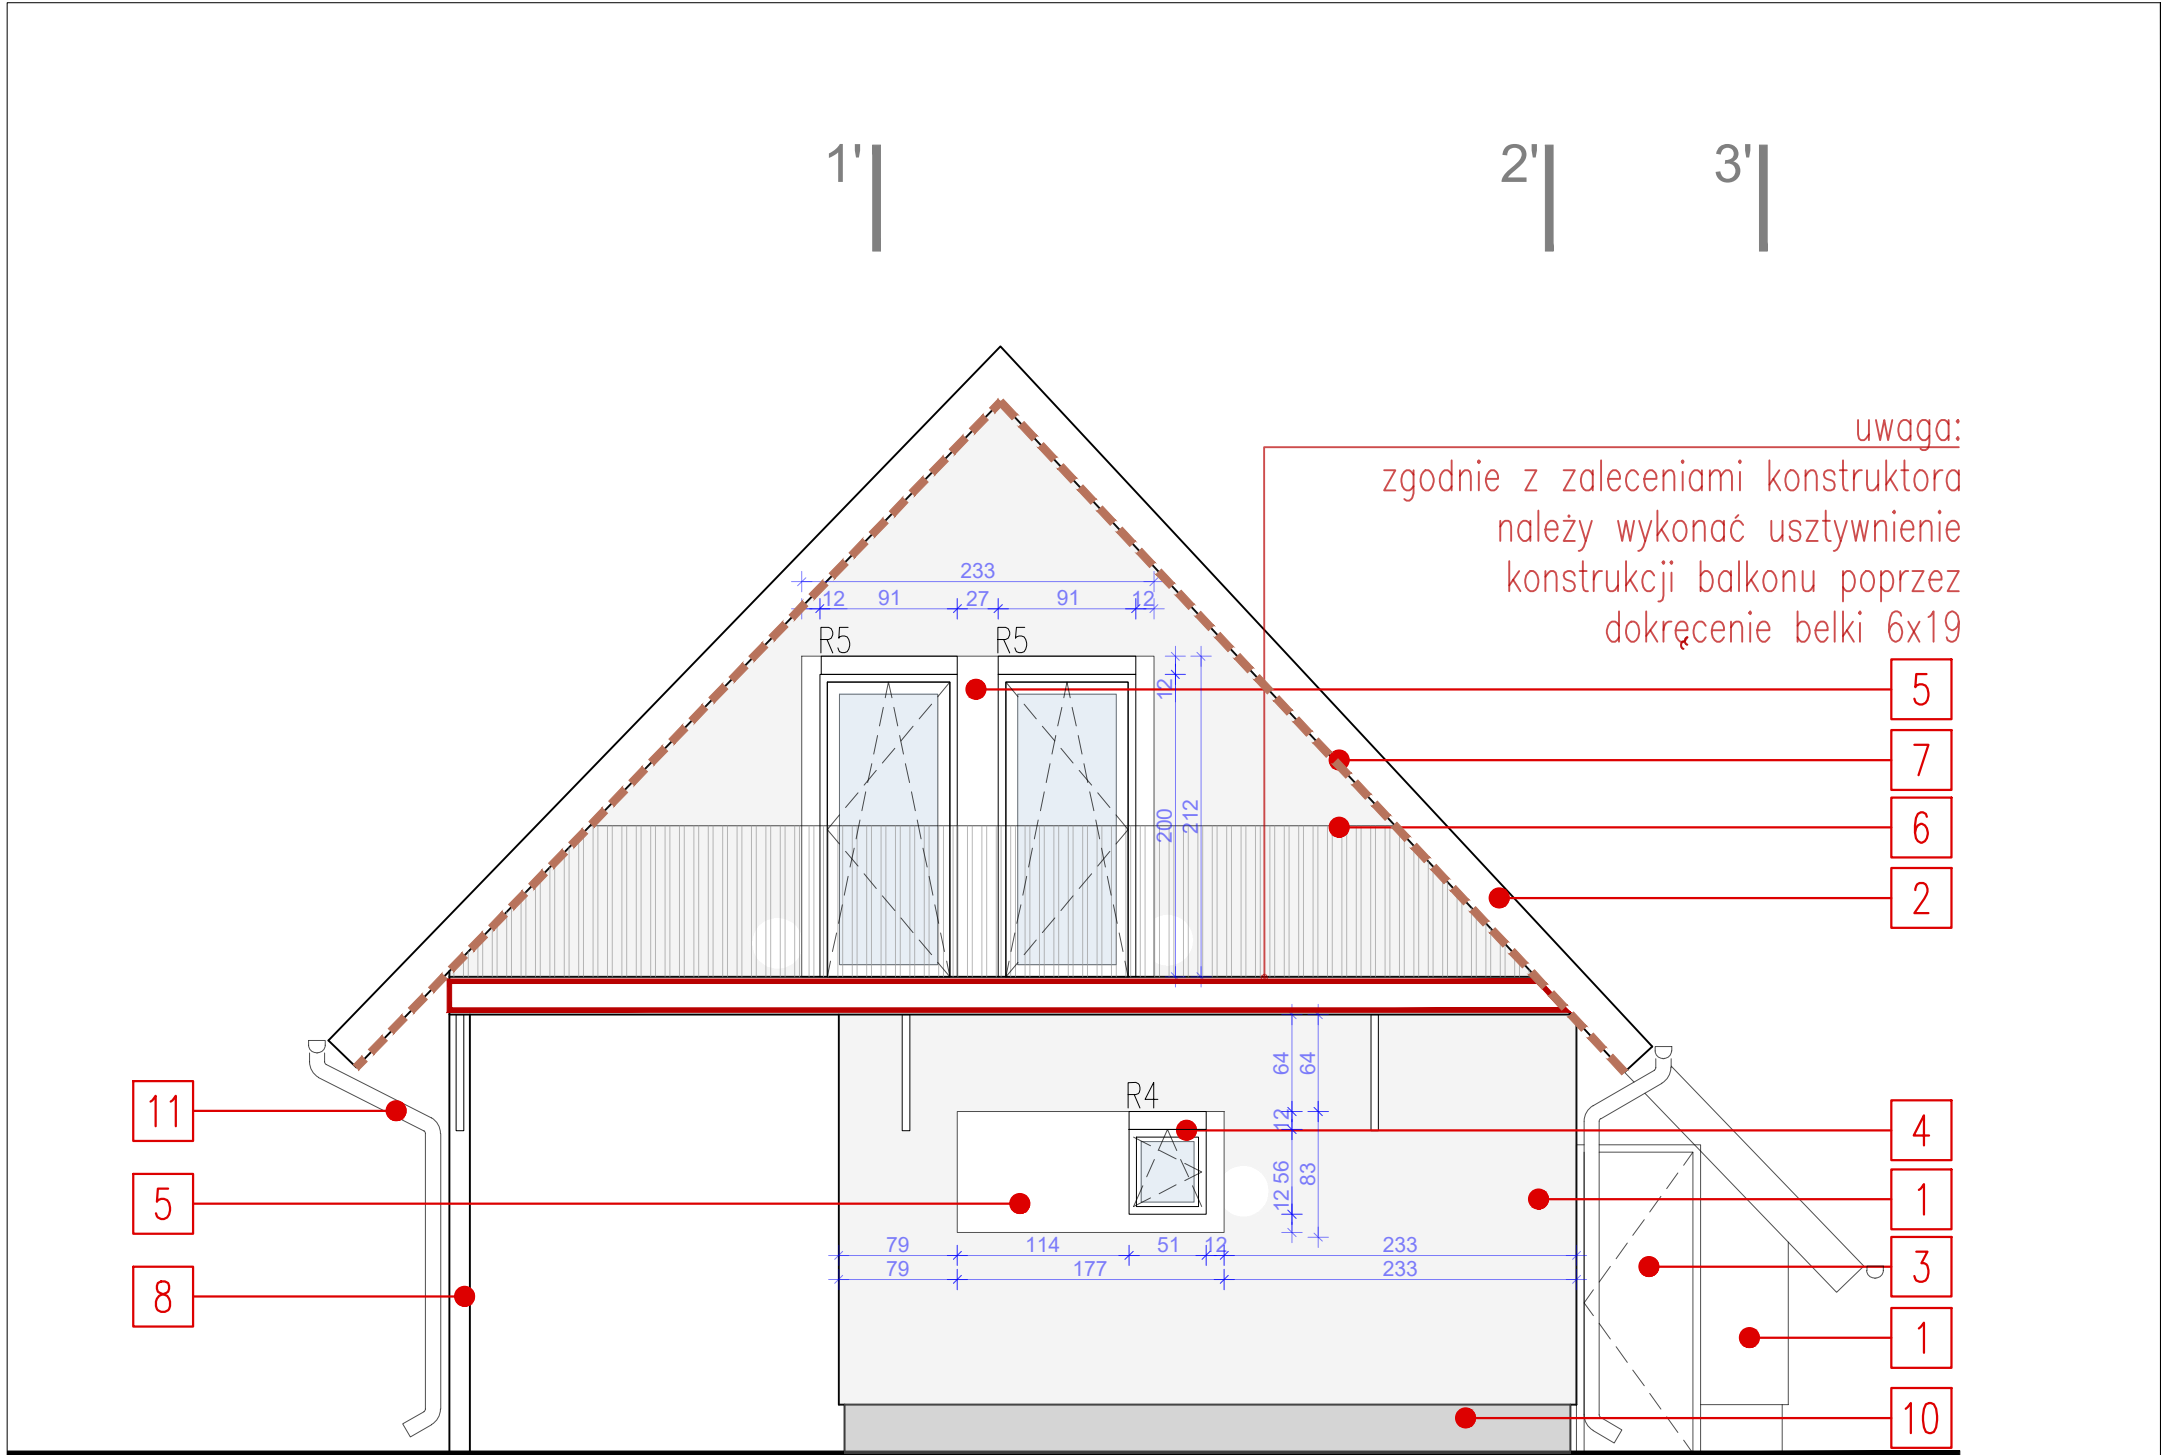 1'
2'
3'
uwaga:
zgodnie z zaleceniami konstruktora
należy wykonać usztywnienie
konstrukcji balkonu poprzez
dokręcenie belki 6x19
233
12 91 27 91 12
R5 R5
12
200
212
5
7
6
2
64 64
R4
12
56
83
12
11
4
5
1
79 114 51 12 233
79 177 233
3
8
1
10